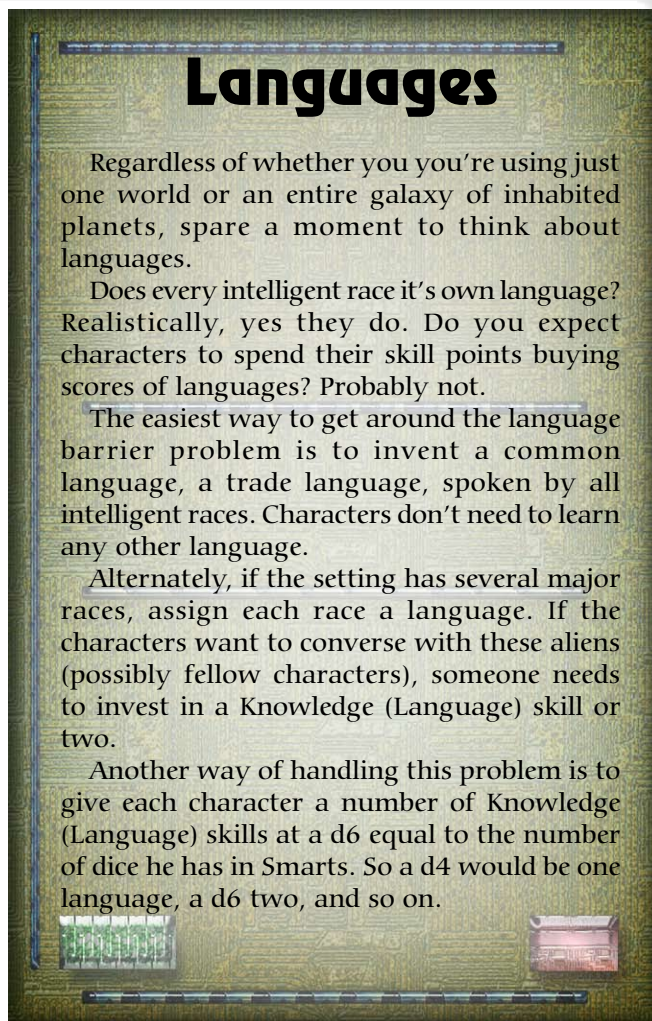 Languages
Regardless of whether you you're using just
one world or an entire galaxy of inhabited
planets, spare a moment to think about
languages.
Does every intelligent race it's own language?
Realistically, yes they do. Do you expect
characters to spend their skill points buying
scores of languages? Probably not.
The easiest way to get around the language
barrier problem is to invent a common
language, a trade language, spoken by all
intelligent races. Characters don't need to learn
any other language.
Alternately, if the setting has several major
races, assign each race a language. If the
characters want to converse with these aliens
(possibly fellow characters), someone needs
to invest in a Knowledge (Language) skill or
two.
Another way of handling this problem is to
give each character a number of Knowledge
(Language) skills at a d6 equal to the number
of dice he has in Smarts. So a d4 would be one
language, a d6 two, and so on.